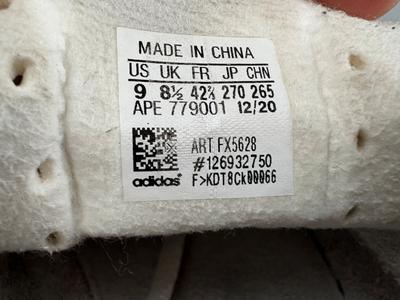 MADE IN CHINA
US UK FR JP CHN
9 8½ 42⅔ 270 265
APE 779001 12/20
ART FX5628
#126932750
adidas F>KDT8Ck00066